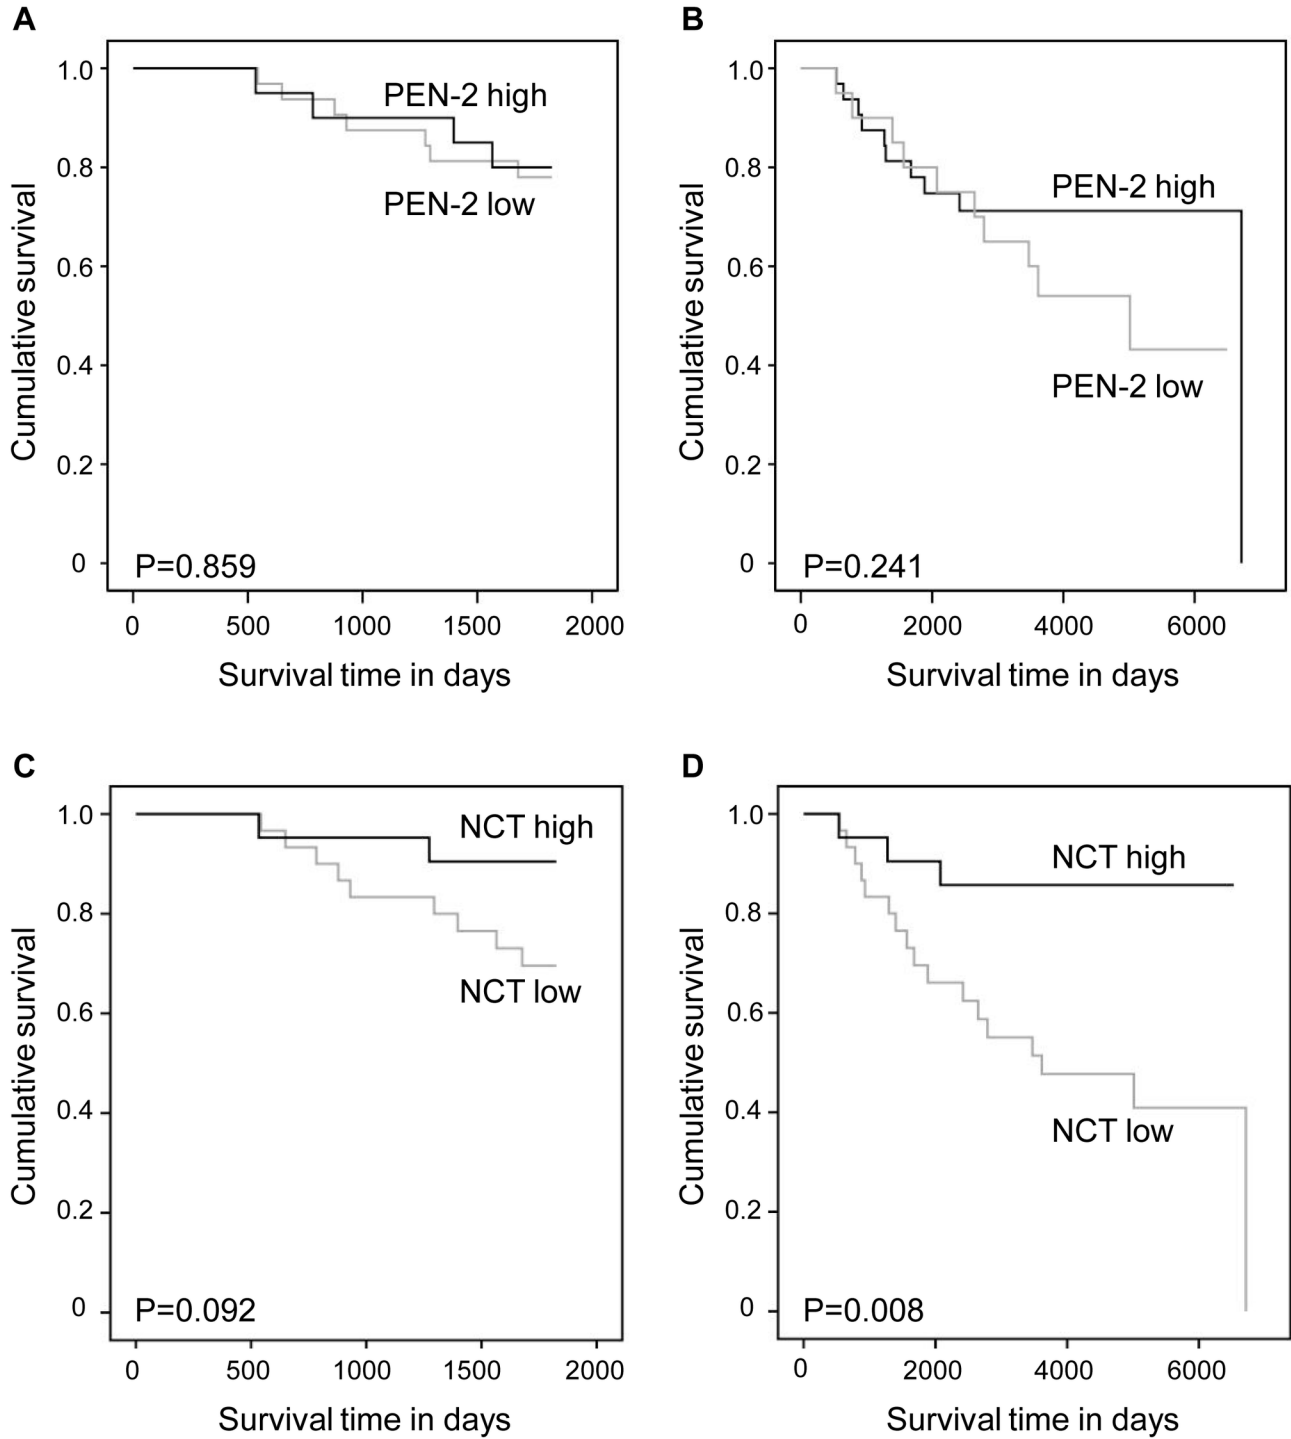 A
Cumulative survival
1.0
0.8
0.6
0.4
0.2
0
PEN-2 high
PEN-2 low
P=0.859
0 500 1000 1500 2000
Survival time in days
B
Cumulative survival
1.0
0.8
0.6
0.4
0.2
0
PEN-2 high
PEN-2 low
P=0.241
0 2000 4000 6000
Survival time in days
C
Cumulative survival
1.0
0.8
0.6
0.4
0.2
0
NCT high
NCT low
P=0.092
0 500 1000 1500 2000
Survival time in days
D
Cumulative survival
1.0
0.8
0.6
0.4
0.2
0
NCT high
NCT low
P=0.008
0 2000 4000 6000
Survival time in days